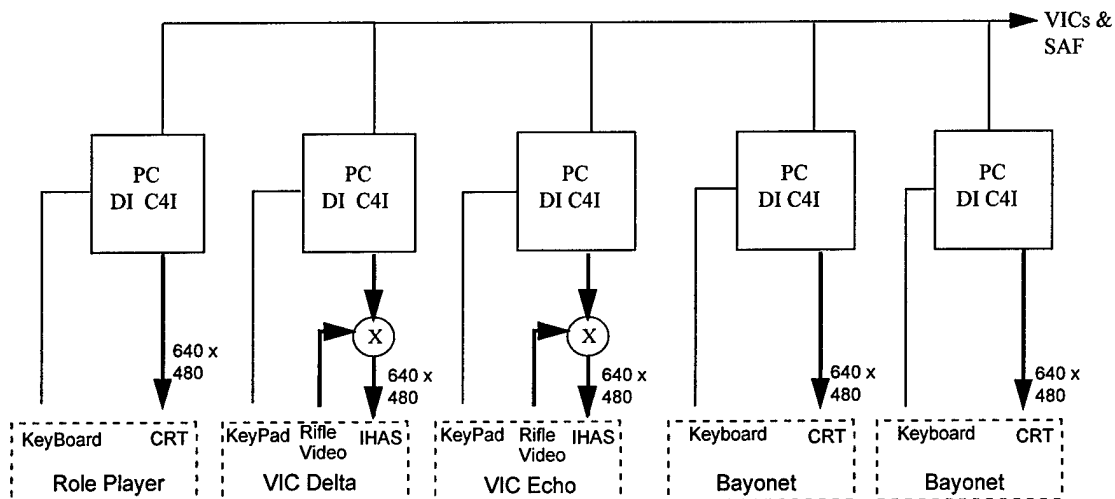 VICs &
SAF
PC
DI C4I
PC
DI C4I
PC
DI C4I
PC
DI C4I
PC
DI C4I
X
X
640 x
480
640 x
480
640 x
480
640 x
480
640 x
480
KeyBoard CRT
Role Player
KeyPad Rifle Video IHAS
VIC Delta
KeyPad Rifle Video IHAS
VIC Echo
Keyboard CRT
Bayonet
Keyboard CRT
Bayonet